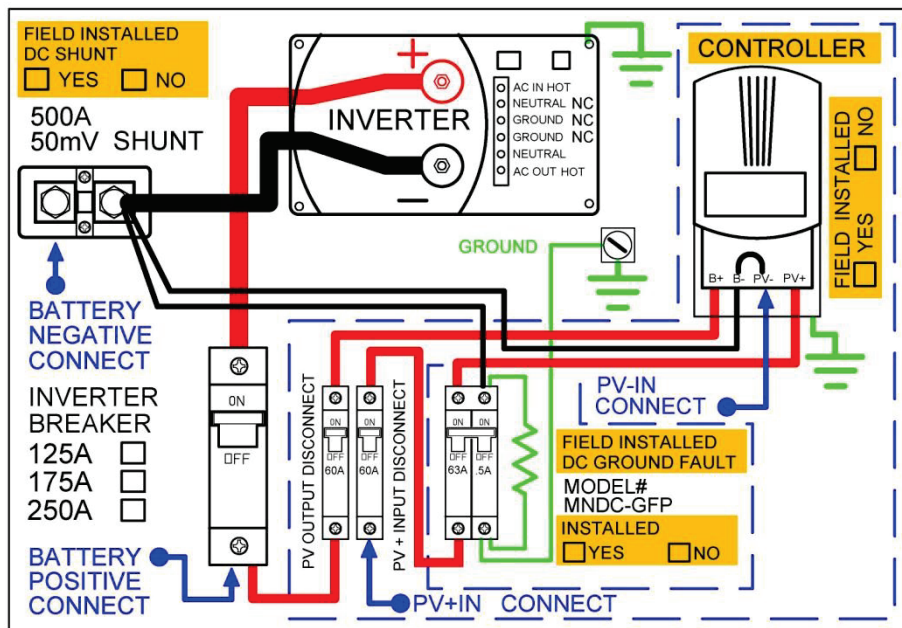 FIELD INSTALLED
DC SHUNT
YES NO
500A
50mV SHUNT
+
INVERTER
−
AC IN HOT
NEUTRAL NC
GROUND NC
GROUND NC
NEUTRAL
AC OUT HOT
CONTROLLER
FIELD INSTALLED
YES NO
B+ B- PV- PV+
GROUND
BATTERY
NEGATIVE
CONNECT
INVERTER
BREAKER
125A
175A
250A
BATTERY
POSITIVE
CONNECT
ON
OFF
PV OUTPUT DISCONNECT
ON
OFF
60A
PV + INPUT DISCONNECT
ON
OFF
60A
ON ON
OFF OFF
63A .5A
PV-IN
CONNECT
FIELD INSTALLED
DC GROUND FAULT
MODEL#
MNDC-GFP
INSTALLED
YES NO
PV+IN CONNECT